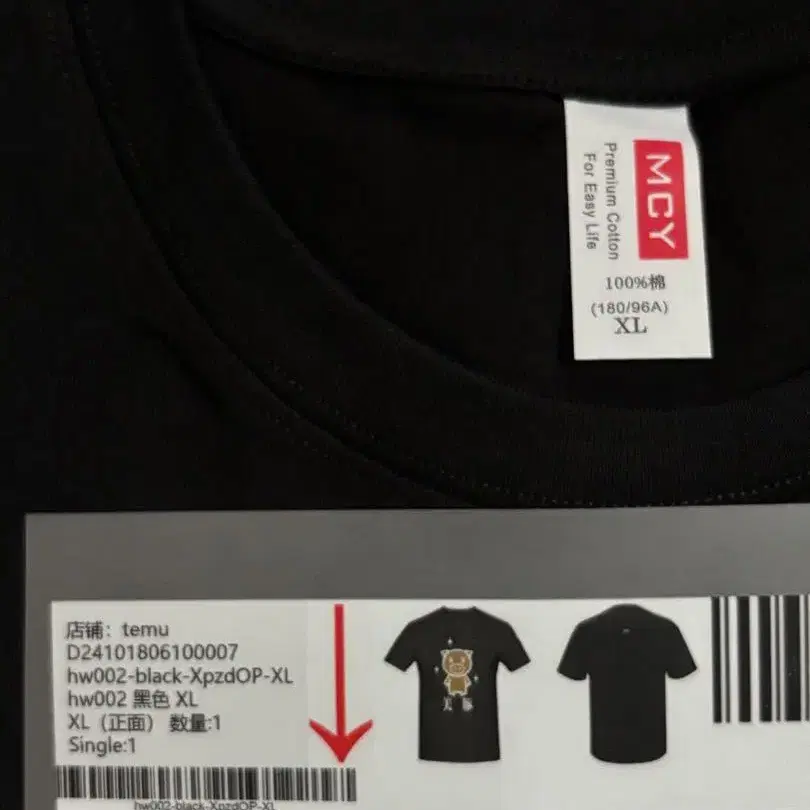 MCY
Premium Cotton
For Easy Life
100%棉
(180/96A)
XL
店铺：temu
D24101806100007
hw002-black-XpzdOP-XL
hw002 黑色 XL
XL（正面） 数量:1
Single:1
hw002-black-XpzdOP-XL